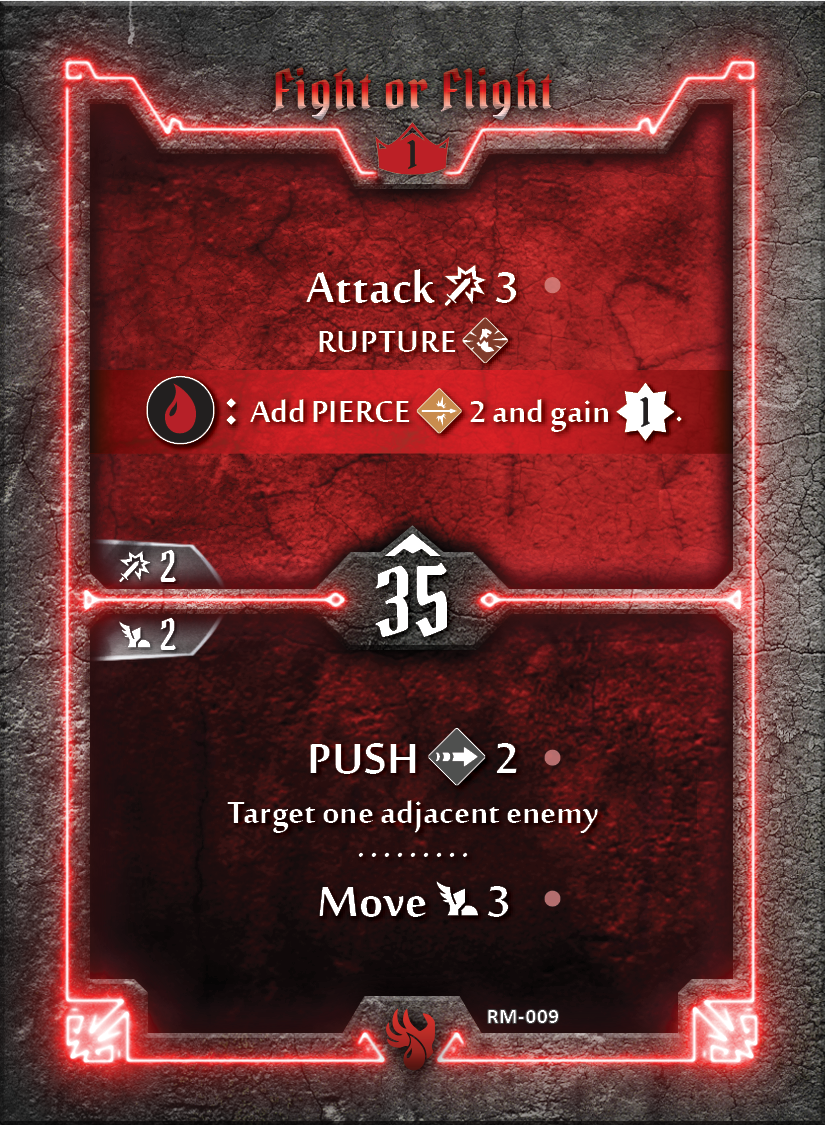 Fight or Flight
1
Attack 3
RUPTURE
: Add PIERCE 2 and gain 1.
2
35
2
PUSH 2
Target one adjacent enemy
.........
Move 3
RM-009